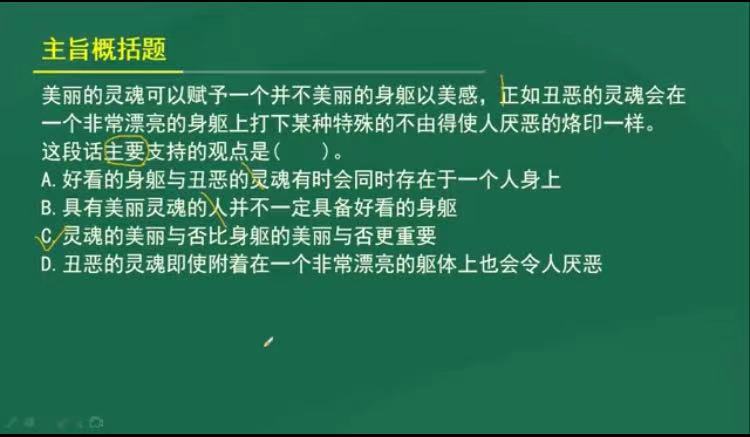 主旨概括题
美丽的灵魂可以赋予一个并不美丽的身躯以美感，正如丑恶的灵魂会在
一个非常漂亮的身躯上打下某种特殊的不由得使人厌恶的烙印一样。
这段话主要支持的观点是(    )。
A.好看的身躯与丑恶的灵魂有时会同时存在于一个人身上
B.具有美丽灵魂的人并不一定具备好看的身躯
C.灵魂的美丽与否比身躯的美丽与否更重要
D.丑恶的灵魂即使附着在一个非常漂亮的躯体上也会令人厌恶